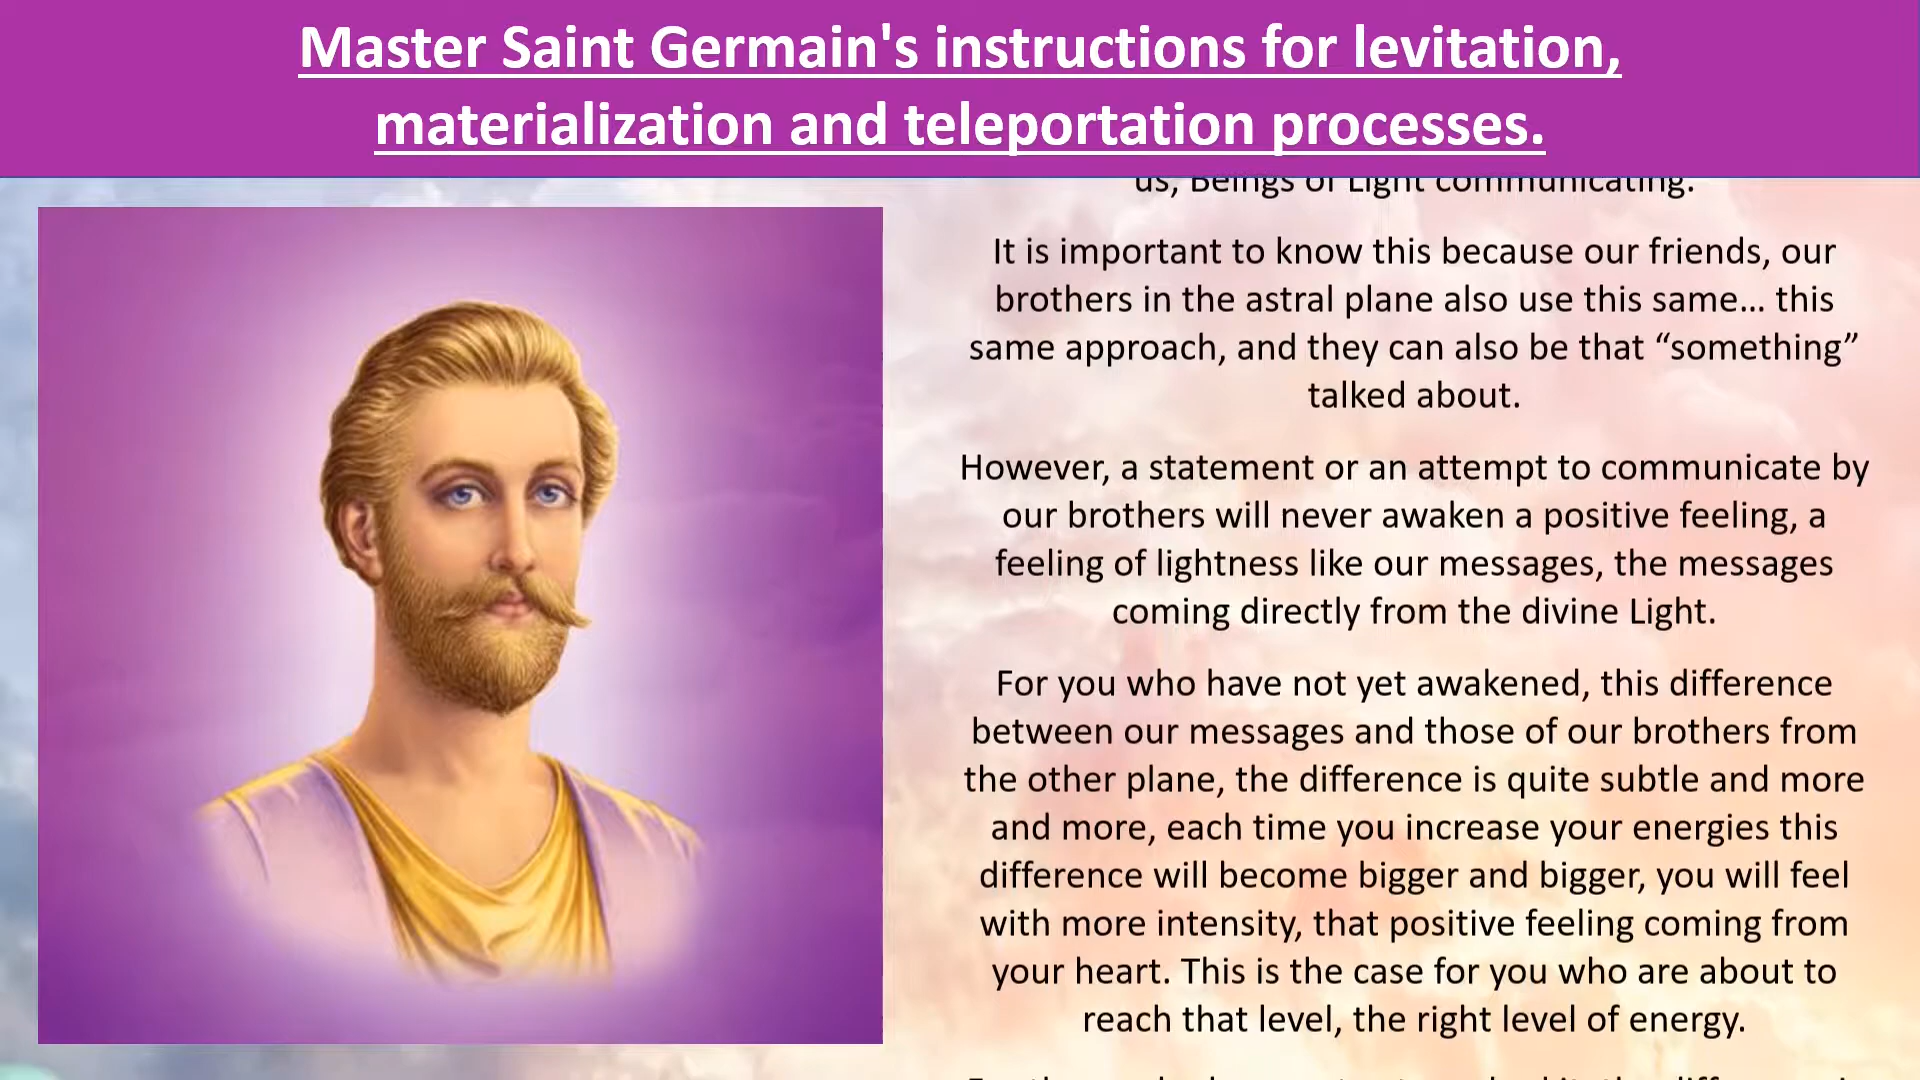 Master Saint Germain's instructions for levitation,
materialization and teleportation processes.
us, Beings of Light communicating.
It is important to know this because our friends, our
brothers in the astral plane also use this same… this
same approach, and they can also be that “something”
talked about.
However, a statement or an attempt to communicate by
our brothers will never awaken a positive feeling, a
feeling of lightness like our messages, the messages
coming directly from the divine Light.
For you who have not yet awakened, this difference
between our messages and those of our brothers from
the other plane, the difference is quite subtle and more
and more, each time you increase your energies this
difference will become bigger and bigger, you will feel
with more intensity, that positive feeling coming from
your heart. This is the case for you who are about to
reach that level, the right level of energy.